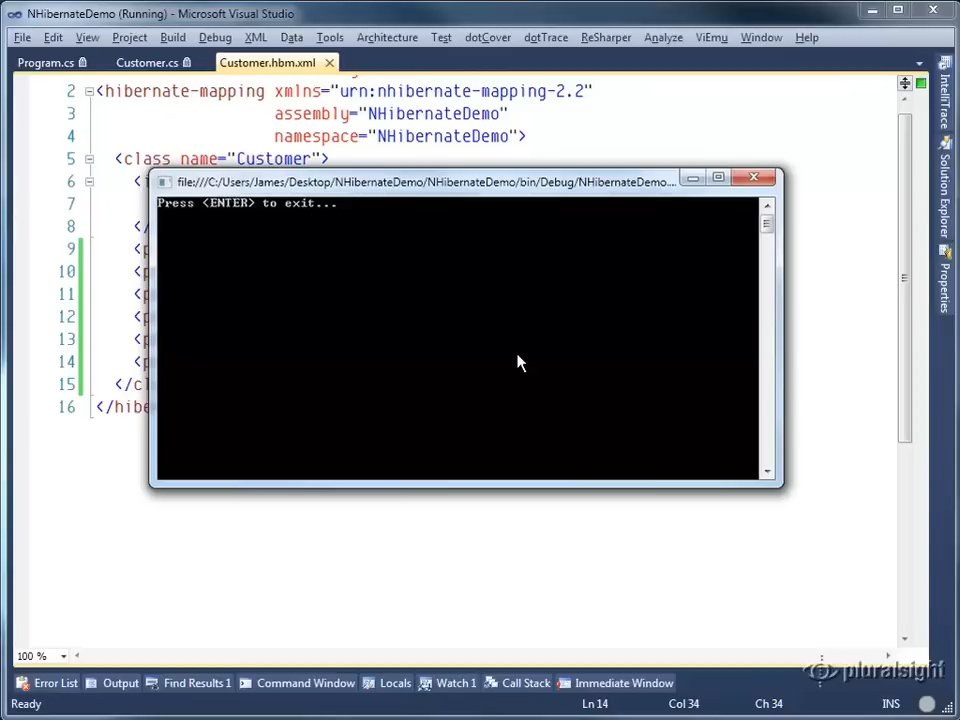 NHibernateDemo (Running) - Microsoft Visual Studio
File Edit View Project Build Debug XML Data Tools Architecture Test dotCover dotTrace ReSharper Analyze ViEmu Window Help
Program.cs Customer.cs Customer.hbm.xml
2 <hibernate-mapping xmlns="urn:nhibernate-mapping-2.2"
3 assembly="NHibernateDemo"
4 namespace="NHibernateDemo">
5 <class name="Customer">
6 <i
7
8 </
9 <p
10 <p
11 <p
12 <p
13 <p
14 <p
15 </cl
16 </hibe
file:///C:/Users/James/Desktop/NHibernateDemo/NHibernateDemo/bin/Debug/NHibernateDemo....
Press <ENTER> to exit...
IntelliTrace
Solution Explorer
Properties
100 %
pluralsight
Error List Output Find Results 1 Command Window Locals Watch 1 Call Stack Immediate Window
Ready Ln 14 Col 34 Ch 34 INS